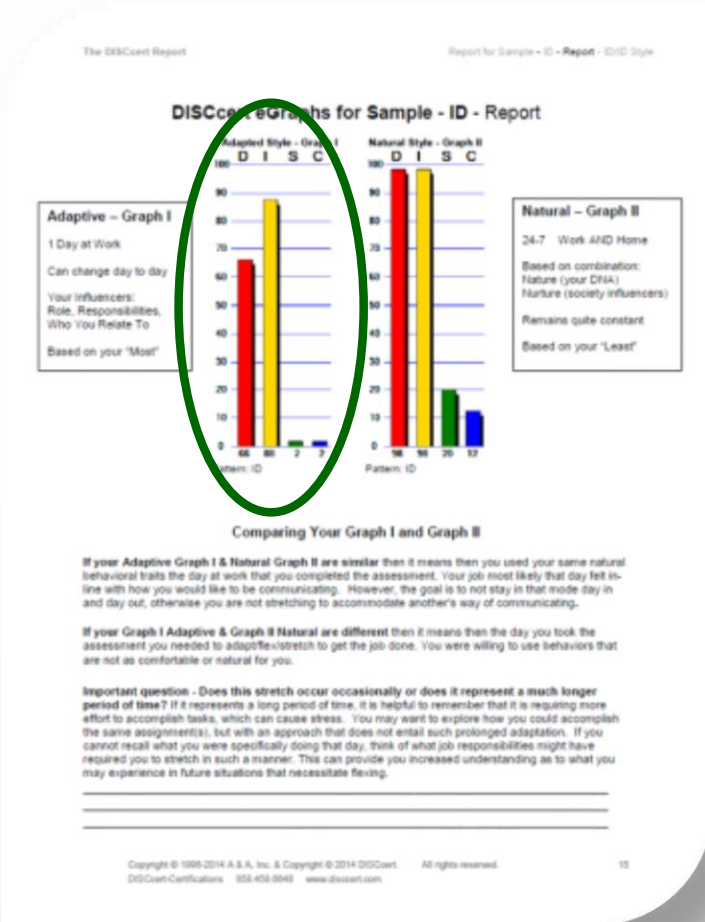 The DISCcert Report
Report for Sample - ID - Report - ID/ID Style
DISCcert eGraphs for Sample - ID - Report
Adapted Style - Graph I
D I S C
100
90
80
70
60
50
40
30
20
10
0
66 88 2 2
Pattern: ID
Natural Style - Graph II
D I S C
100
90
80
70
60
50
40
30
20
10
0
98 98 20 12
Pattern: ID
Adaptive – Graph I
1 Day at Work
Can change day to day
Your Influencers:
Role, Responsibilities,
Who You Relate To
Based on your "Most"
Natural – Graph II
24-7 Work AND Home
Based on combination:
Nature (your DNA)
Nurture (society influencers)
Remains quite constant
Based on your "Least"
Comparing Your Graph I and Graph II
If your Adaptive Graph I & Natural Graph II are similar then it means then you used your same natural
behavioral traits the day at work that you completed the assessment. Your job most likely that day felt in-
line with how you would like to be communicating. However, the goal is to not stay in that mode day in
and day out, otherwise you are not stretching to accommodate another's way of communicating.
If your Graph I Adaptive & Graph II Natural are different then it means then the day you took the
assessment you needed to adapt/flex/stretch to get the job done. You were willing to use behaviors that
are not as comfortable or natural for you.
Important question - Does this stretch occur occasionally or does it represent a much longer
period of time? If it represents a long period of time, it is helpful to remember that it is requiring more
effort to accomplish tasks, which can cause stress. You may want to explore how you could accomplish
the same assignment(s), but with an approach that does not entail such prolonged adaptation. If you
cannot recall what you were specifically doing that day, think of what job responsibilities might have
required you to stretch in such a manner. This can provide you increased understanding as to what you
may experience in future situations that necessitate flexing.
Copyright © 1996-2014 A & A, Inc. & Copyright © 2014 DISCcert. All rights reserved. 15
DISCcert-Certifications 858.459.6648 www.disccert.com